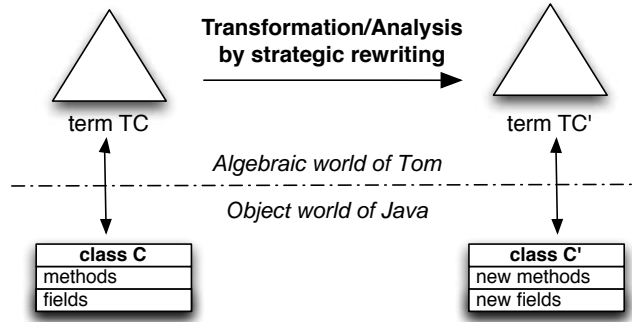 Transformation/Analysis
by strategic rewriting
term TC
term TC'
Algebraic world of Tom
Object world of Java
class C
methods
fields
class C'
new methods
new fields